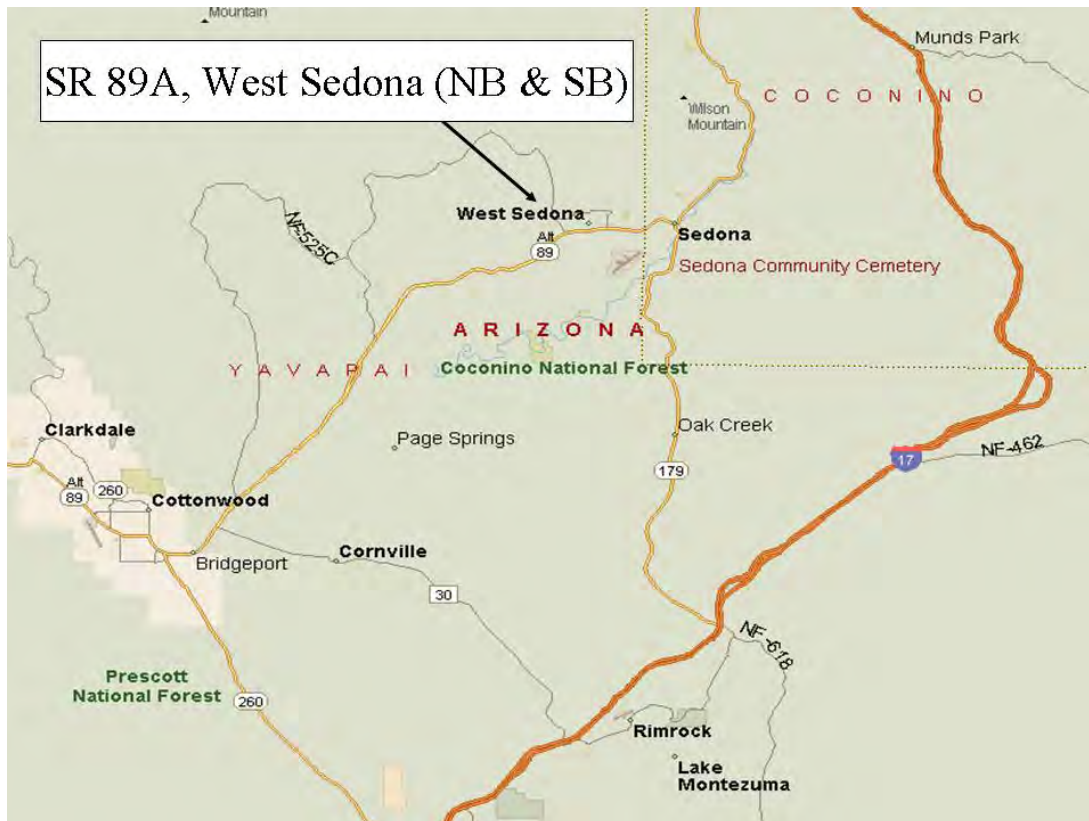 Mountain
SR 89A, West Sedona (NB & SB)
Munds Park
COCONINO
Wilson
Mountain
NF-525C
West Sedona
Alt
89
Sedona
Sedona Community Cemetery
ARIZONA
YAVAPAI
Coconino National Forest
Clarkdale
Page Springs
Oak Creek
17
NF-462
179
Alt
89
260
Cottonwood
Bridgeport
Cornville
30
NF-618
Prescott
National Forest
260
Rimrock
Lake
Montezuma